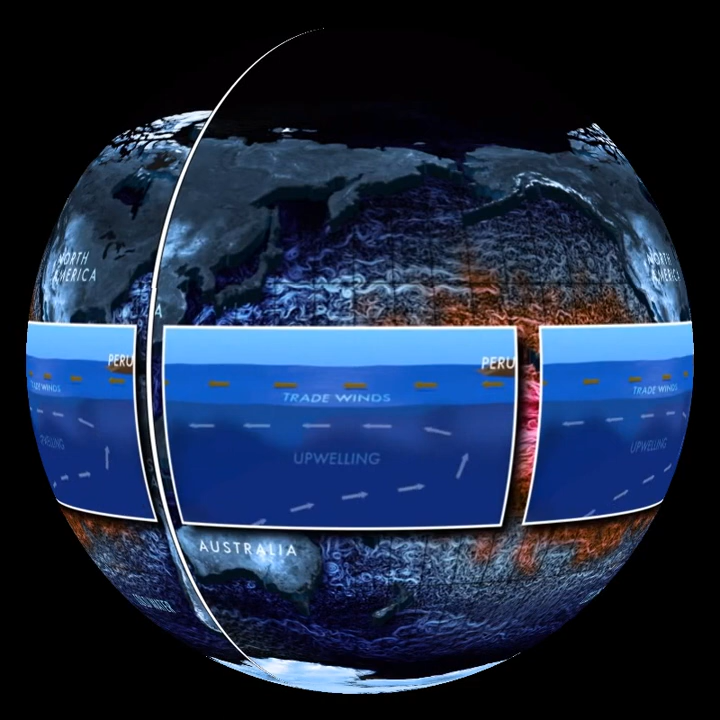 NORTH
AMERICA
NORTH
AMERICA
A
PERU
TRADE WINDS
UPWELLING
PERU
TRADE WINDS
UPWELLING
TRADE WINDS
UPWELLING
AUSTRALIA